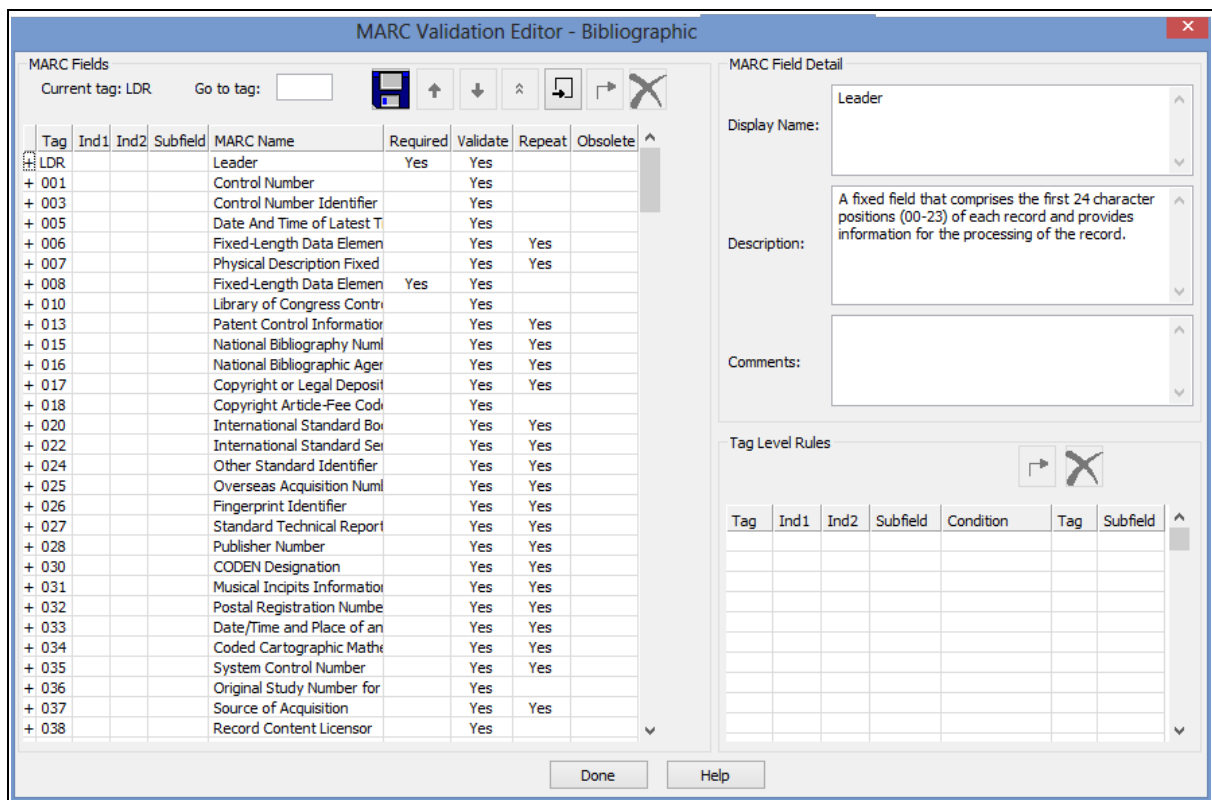 MARC Validation Editor - Bibliographic
MARC Fields
Current tag: LDR Go to tag:
Tag Ind1 Ind2 Subfield MARC Name Required Validate Repeat Obsolete
+ LDR Leader Yes Yes
+ 001 Control Number Yes
+ 003 Control Number Identifier Yes
+ 005 Date And Time of Latest T Yes
+ 006 Fixed-Length Data Elemen Yes Yes
+ 007 Physical Description Fixed Yes Yes
+ 008 Fixed-Length Data Elemen Yes Yes
+ 010 Library of Congress Contr Yes
+ 013 Patent Control Information Yes Yes
+ 015 National Bibliography Num Yes Yes
+ 016 National Bibliographic Ager Yes Yes
+ 017 Copyright or Legal Deposit Yes Yes
+ 018 Copyright Article-Fee Cod Yes
+ 020 International Standard Bo Yes Yes
+ 022 International Standard Ser Yes Yes
+ 024 Other Standard Identifier Yes Yes
+ 025 Overseas Acquisition Num Yes Yes
+ 026 Fingerprint Identifier Yes Yes
+ 027 Standard Technical Report Yes Yes
+ 028 Publisher Number Yes Yes
+ 030 CODEN Designation Yes Yes
+ 031 Musical Incipits Information Yes Yes
+ 032 Postal Registration Numbe Yes Yes
+ 033 Date/Time and Place of an Yes Yes
+ 034 Coded Cartographic Mathe Yes Yes
+ 035 System Control Number Yes Yes
+ 036 Original Study Number for Yes
+ 037 Source of Acquisition Yes Yes
+ 038 Record Content Licensor Yes
MARC Field Detail
Display Name:
Leader
Description:
A fixed field that comprises the first 24 character
positions (00-23) of each record and provides
information for the processing of the record.
Comments:
Tag Level Rules
Tag Ind1 Ind2 Subfield Condition Tag Subfield
Done Help